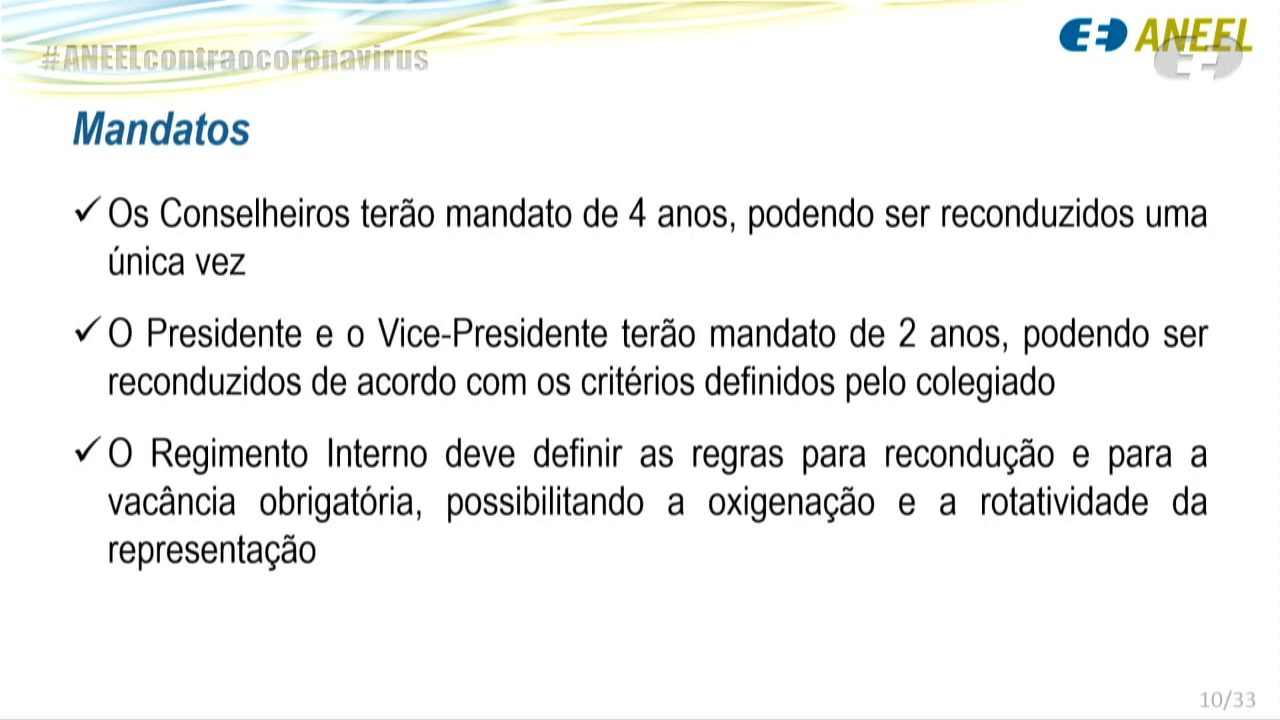 #ANEELcontraocoronavirus
ANEEL
Mandatos
✓ Os Conselheiros terão mandato de 4 anos, podendo ser reconduzidos uma
única vez
✓ O Presidente e o Vice-Presidente terão mandato de 2 anos, podendo ser
reconduzidos de acordo com os critérios definidos pelo colegiado
✓ O Regimento Interno deve definir as regras para recondução e para a
vacância obrigatória, possibilitando a oxigenação e a rotatividade da
representação
10/33